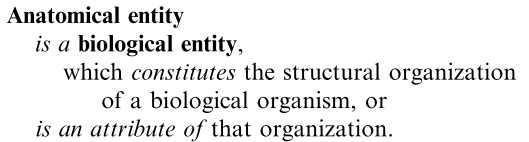 Anatomical entity
is a biological entity,
which constitutes the structural organization
of a biological organism, or
is an attribute of that organization.